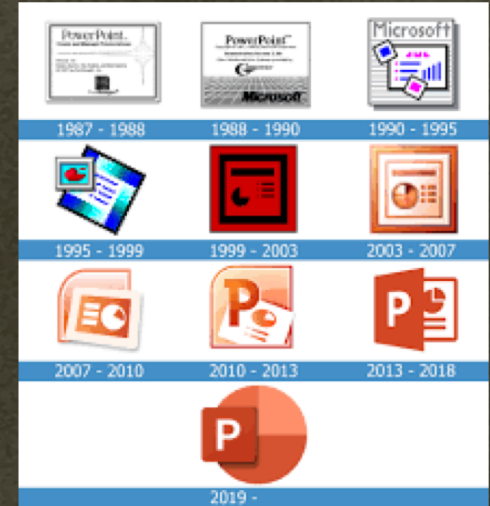 PowerPoint
PowerPoint
Microsoft
Microsoft
1987 - 1988
1988 - 1990
1990 - 1995
1995 - 1999
1999 - 2003
2003 - 2007
P
P
2007 - 2010
2010 - 2013
2013 - 2018
P
2019 -